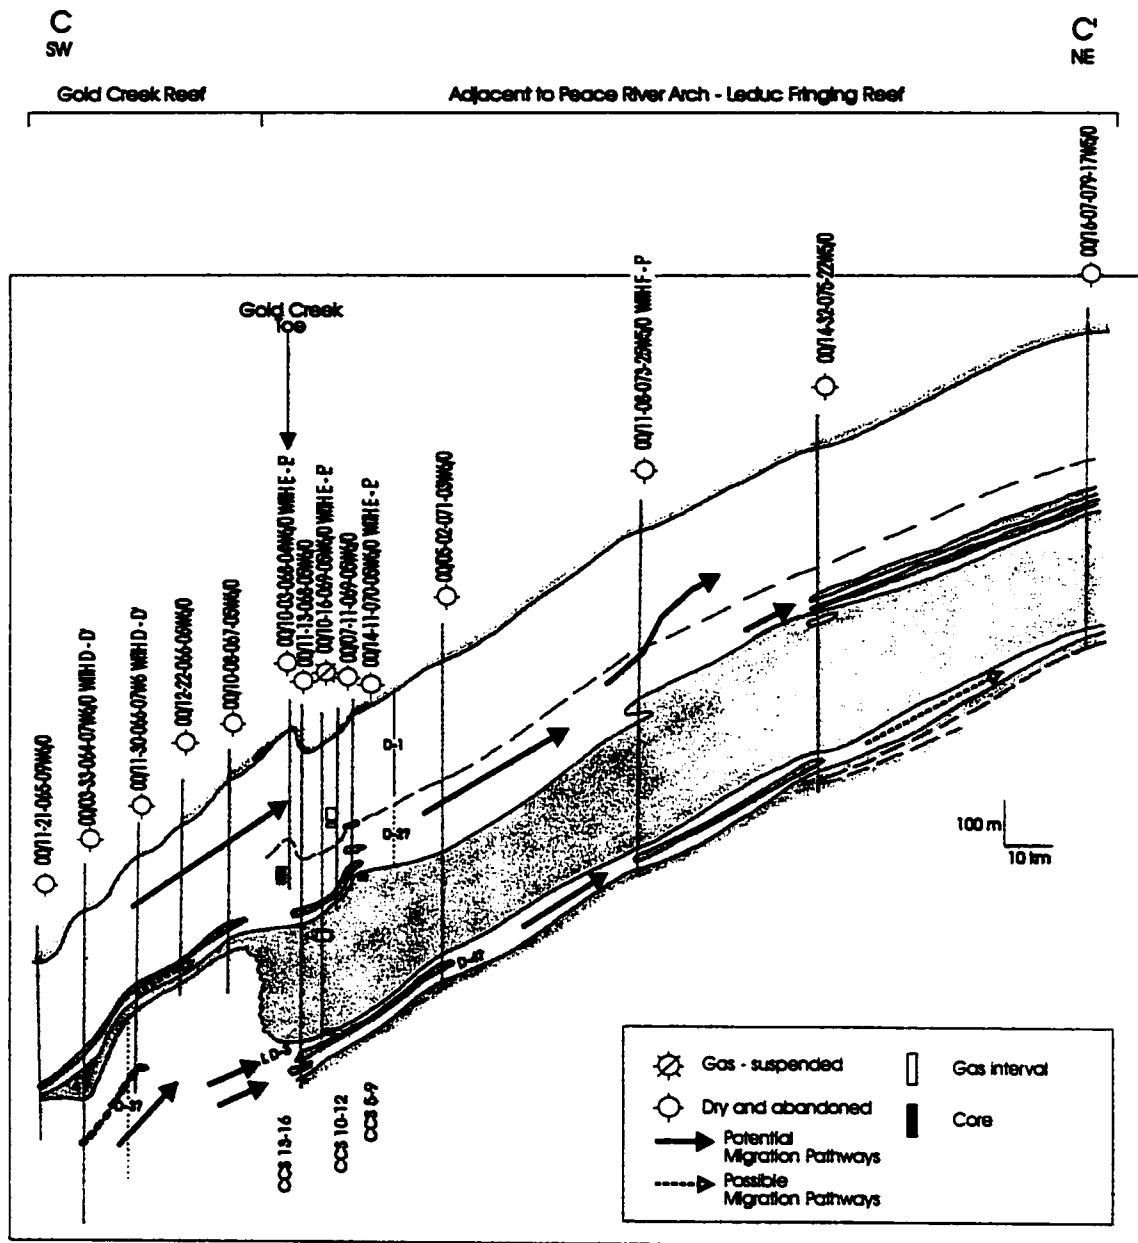 C
SW
C'
NE
Gold Creek Reef
Adjacent to Peace River Arch - Leduc Fringing Reef
Gold Creek
Toe
00/11-21-065-09W6/0
00/03-33-064-07W6/0 WITH D - D'
00/11-30-066-07W6 WITH D - D'
00/12-22-066-06W6/0
00/10-08-067-05W6/0
00/10-03-068-04W6/0 WITH E - E'
00/11-13-068-05W6/0
00/10-16-069-05W6/0 WITH E - E'
00/07-11-069-05W6/0
00/14-11-070-05W6/0 WITH E - E'
00/05-02-071-03W6/0
00/11-08-073-25W5/0 WITH F - F'
00/14-32-075-22W5/0
00/16-07-079-17W5/0
D-1
D-27
D-42
100 m
10 km
CCS 13-16
CCS 10-12
CCS 5-9
Gas - suspended
Gas interval
Dry and abandoned
Core
Potential
Migration Pathways
Possible
Migration Pathways